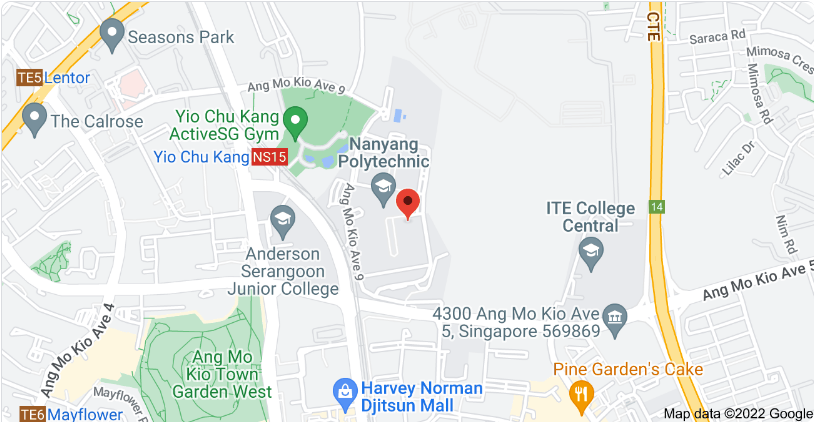 Seasons Park
CTE
Saraca Rd
Mimosa Cres
TE5 Lentor
Ang Mo Kio Ave 9
Mimosa Rd
The Calrose
Yio Chu Kang
ActiveSG Gym
Nanyang
Polytechnic
Lilac Dr
Yio Chu Kang NS15
Ang Mo Kio Ave 9
14
ITE College
Central
Nim Rd
Anderson
Serangoon
Junior College
Ang Mo Kio Ave 5
4300 Ang Mo Kio Ave
5, Singapore 569869
Ang Mo Kio Ave 4
Ang Mo
Kio Town
Garden West
Pine Garden's Cake
Harvey Norman
Djitsun Mall
Mayflower
TE6 Mayflower
Map data ©2022 Google